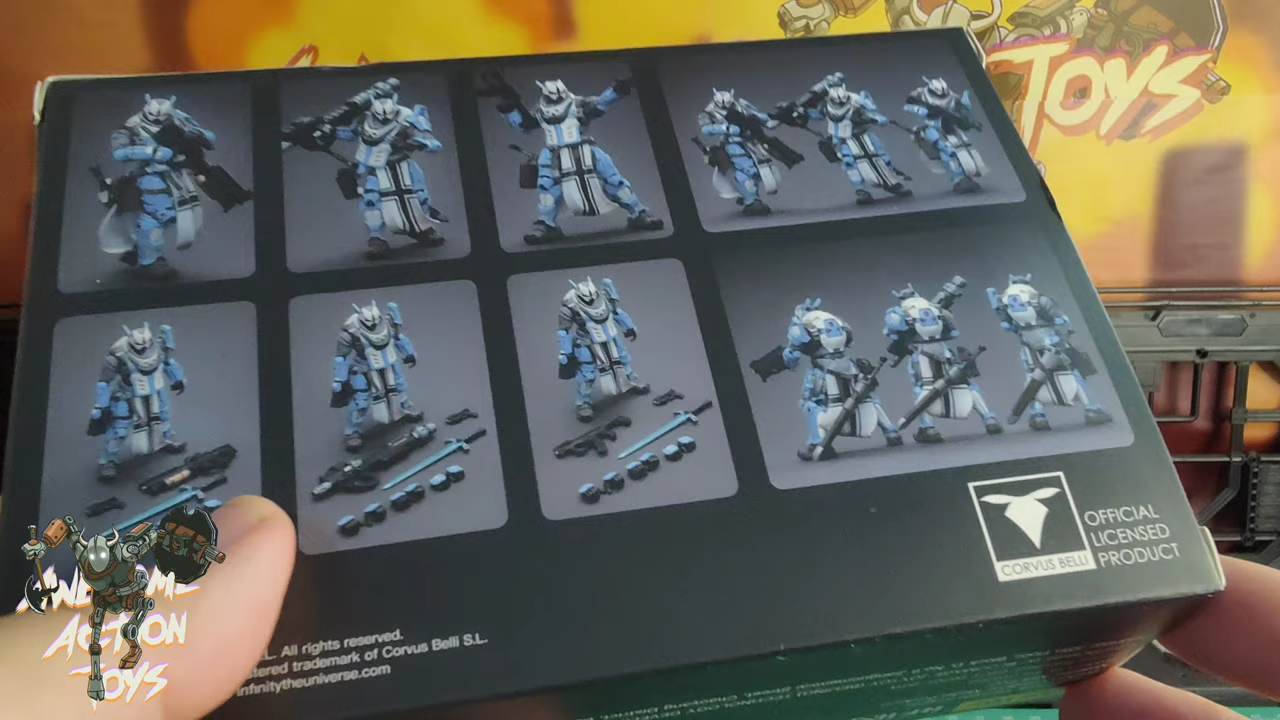 TOYS
OFFICIAL
LICENSED
PRODUCT
CORVUS BELLI
L. All rights reserved.
tered trademark of Corvus Belli S.L.
infinitytheuniverse.com
AWESOME
ACTION
TOYS